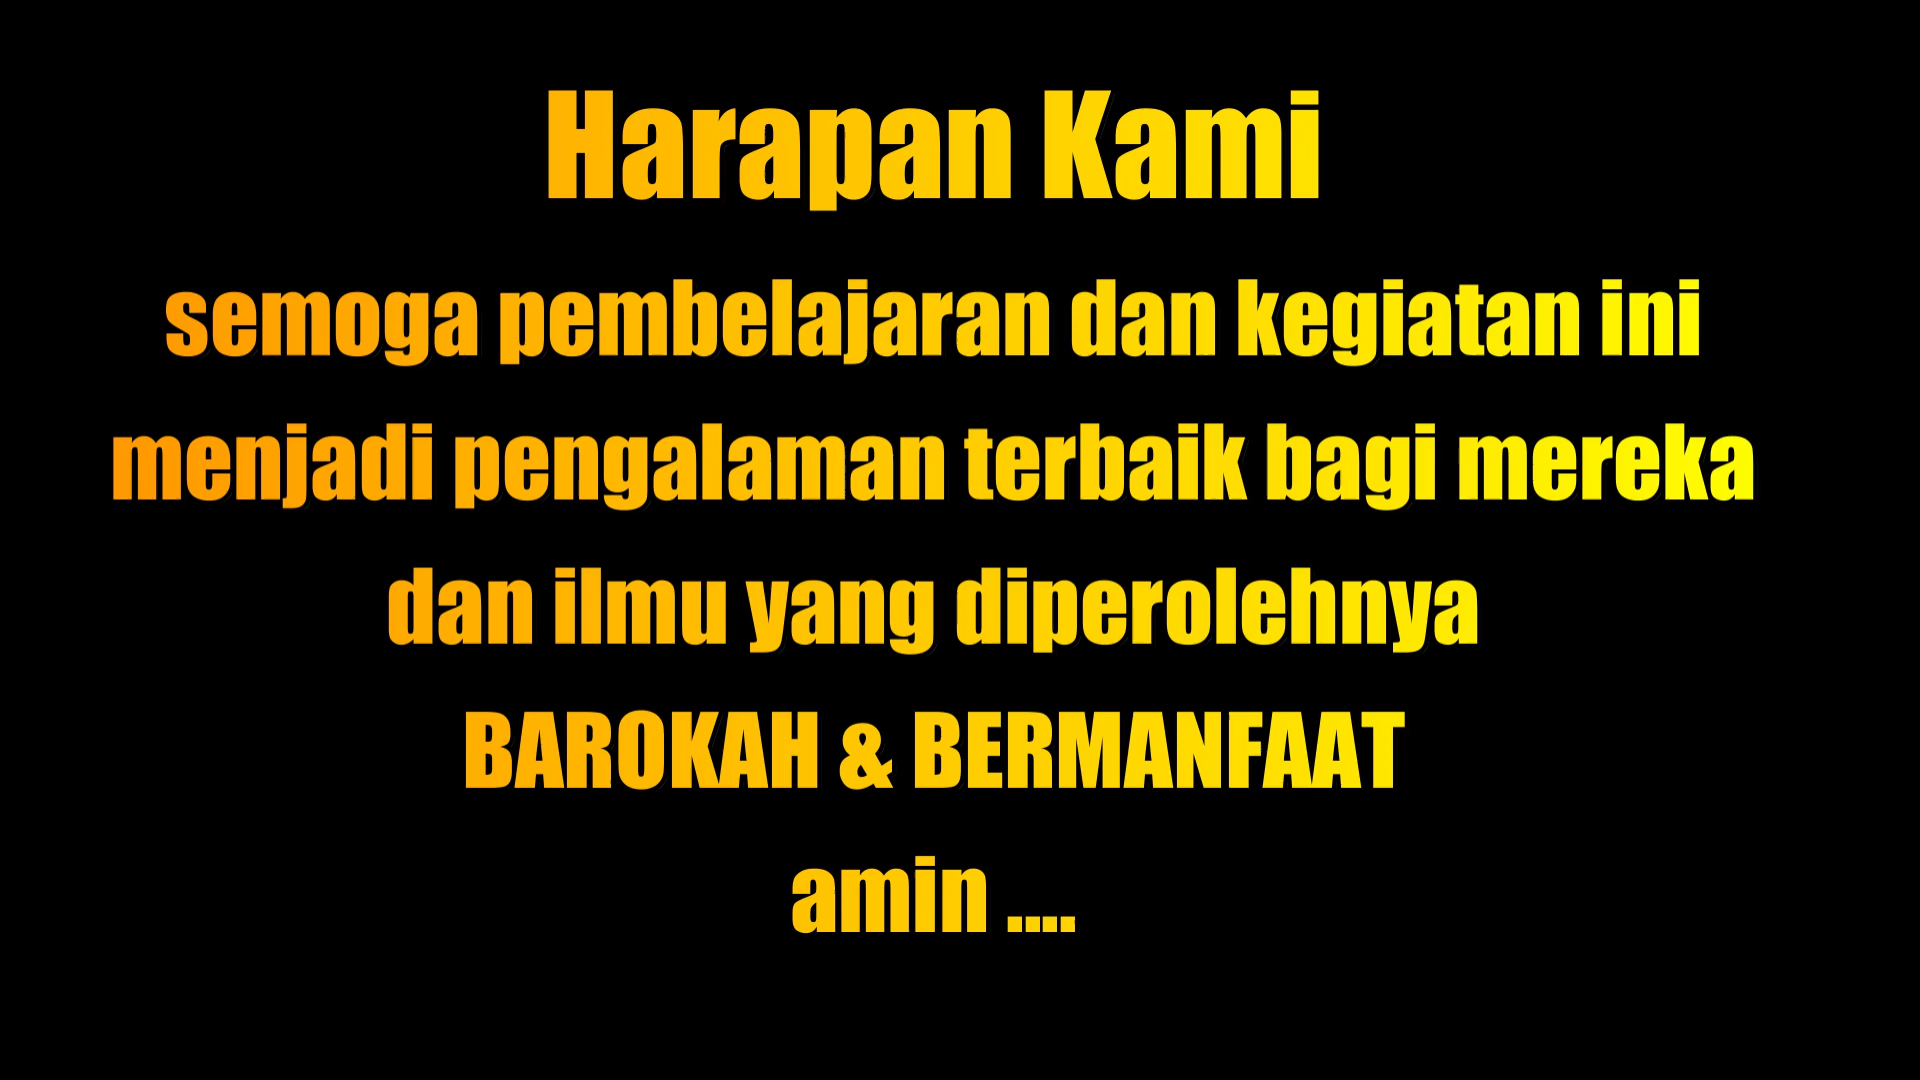 Harapan Kami
semoga pembelajaran dan kegiatan ini
menjadi pengalaman terbaik bagi mereka
dan ilmu yang diperolehnya
BAROKAH & BERMANFAAT
amin ....